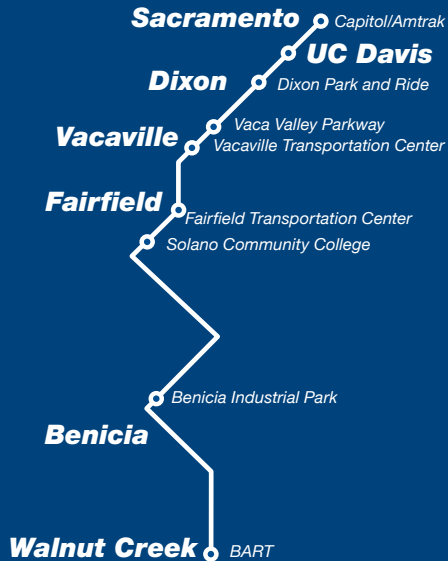 Sacramento Capitol/Amtrak
UC Davis
Dixon Dixon Park and Ride
Vaca Valley Parkway
Vacaville Vacaville Transportation Center
Fairfield Fairfield Transportation Center
Solano Community College
Benicia Industrial Park
Benicia
Walnut Creek BART